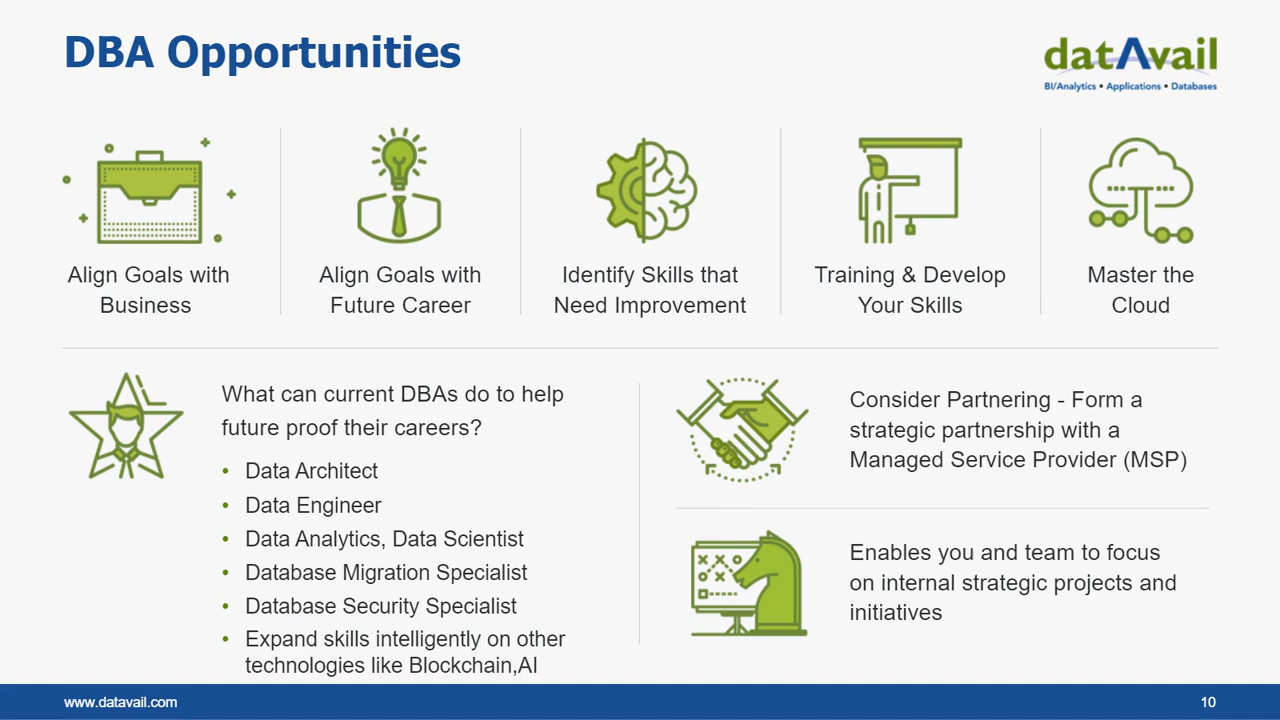 DBA Opportunities
datAvail
BI/Analytics • Applications • Databases
Align Goals with
Business
Align Goals with
Future Career
Identify Skills that
Need Improvement
Training & Develop
Your Skills
Master the
Cloud
What can current DBAs do to help
future proof their careers?
• Data Architect
• Data Engineer
• Data Analytics, Data Scientist
• Database Migration Specialist
• Database Security Specialist
• Expand skills intelligently on other
technologies like Blockchain,AI
Consider Partnering - Form a
strategic partnership with a
Managed Service Provider (MSP)
Enables you and team to focus
on internal strategic projects and
initiatives
www.datavail.com
10